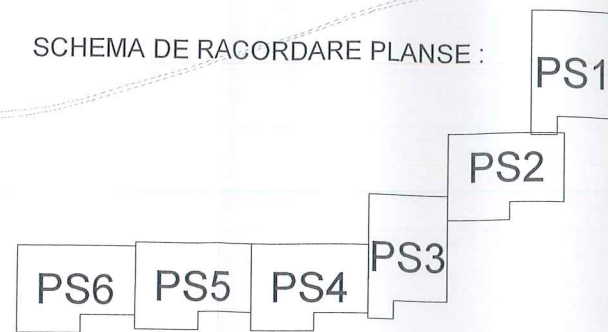 SCHEMA DE RACORDARE PLANSE :
PS1
PS2
PS3
PS6 PS5 PS4